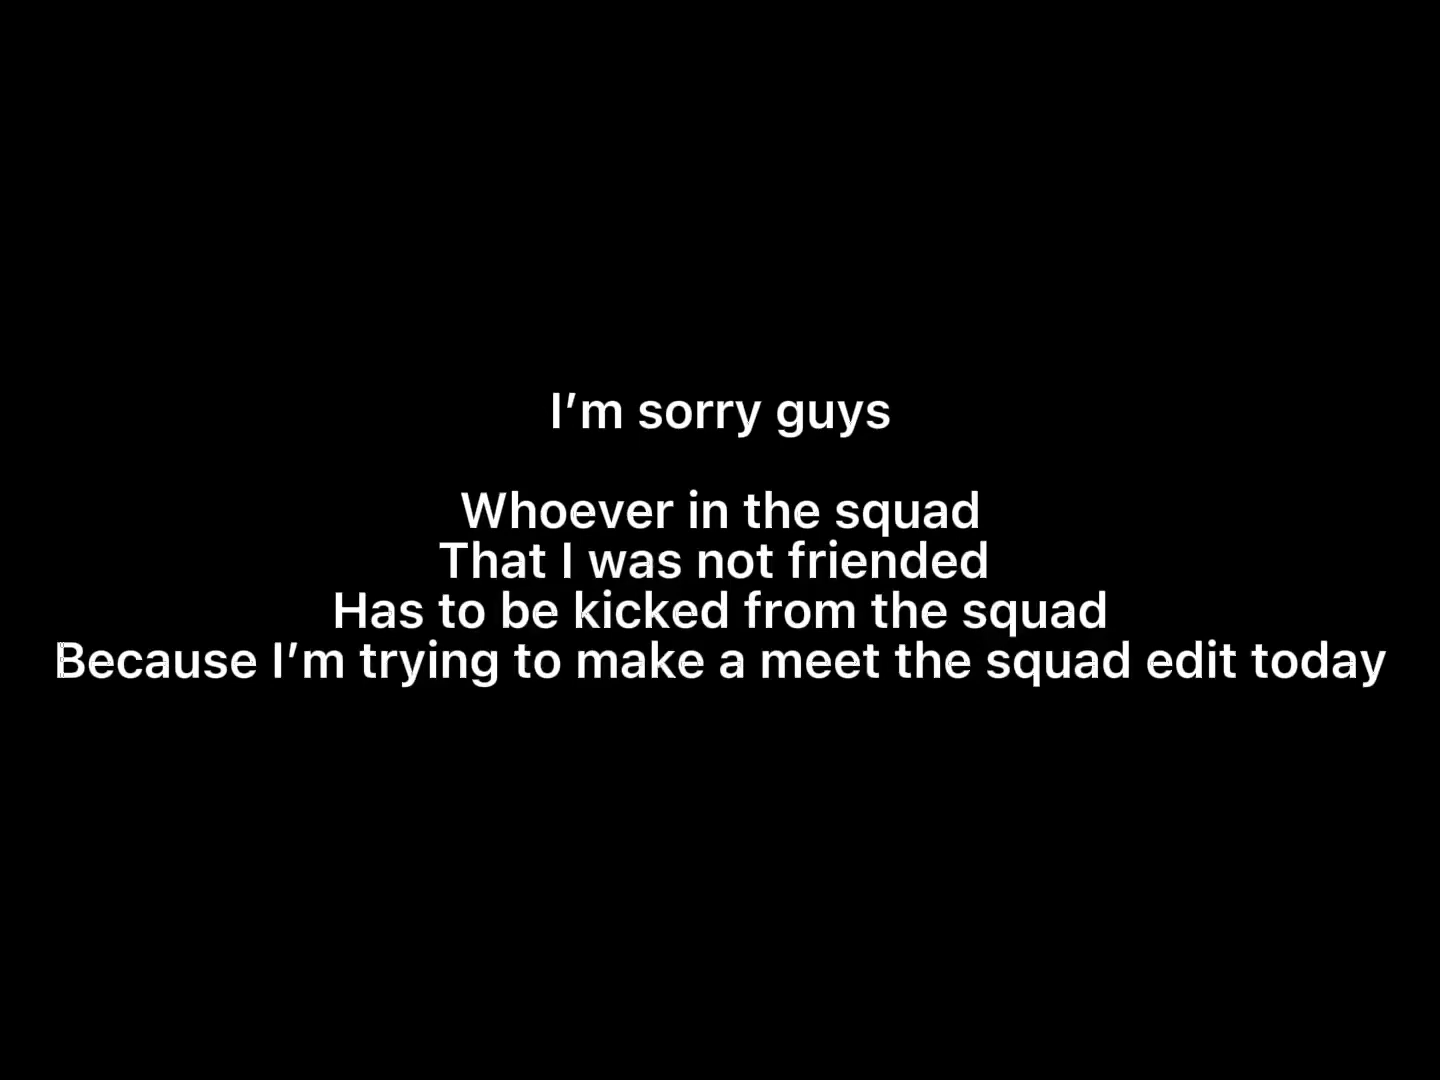 I’m sorry guys
Whoever in the squad
That I was not friended
Has to be kicked from the squad
Because I’m trying to make a meet the squad edit today